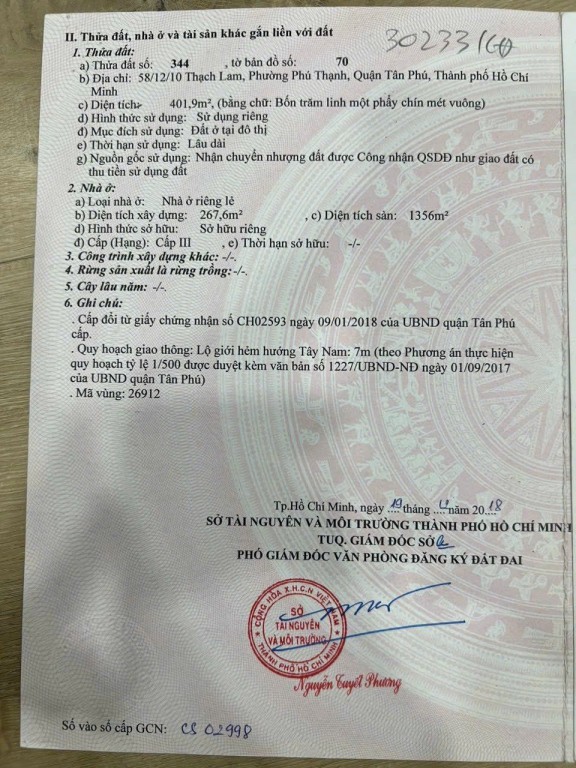 II. Thửa đất, nhà ở và tài sản khác gắn liền với đất
3023316
1. Thửa đất:
a) Thửa đất số: 344 , tờ bản đồ số: 70
b) Địa chỉ: 58/12/10 Thạch Lam, Phường Phú Thạnh, Quận Tân Phú, Thành phố Hồ Chí
Minh
c) Diện tích: 401,9m², (bằng chữ: Bốn trăm linh một phẩy chín mét vuông)
d) Hình thức sử dụng: Sử dụng riêng
đ) Mục đích sử dụng: Đất ở tại đô thị
e) Thời hạn sử dụng: Lâu dài
g) Nguồn gốc sử dụng: Nhận chuyển nhượng đất được Công nhận QSDĐ như giao đất có
thu tiền sử dụng đất
2. Nhà ở:
a) Loại nhà ở: Nhà ở riêng lẻ
b) Diện tích xây dựng: 267,6m² , c) Diện tích sàn: 1356m²
d) Hình thức sở hữu: Sở hữu riêng
đ) Cấp (Hạng): Cấp III , e) Thời hạn sở hữu: -/-
3. Công trình xây dựng khác: -/-.
4. Rừng sản xuất là rừng trồng:-/-.
5. Cây lâu năm: -/-.
6. Ghi chú:
. Cấp đổi từ giấy chứng nhận số CH02593 ngày 09/01/2018 của UBND quận Tân Phú
cấp.
. Quy hoạch giao thông: Lộ giới hẻm hướng Tây Nam: 7m (theo Phương án thực hiện
quy hoạch tỷ lệ 1/500 được duyệt kèm văn bản số 1227/UBND-NĐ ngày 01/09/2017
của UBND quận Tân Phú)
. Mã vùng: 26912
Tp.Hồ Chí Minh, ngày 19 tháng năm 2018
SỞ TÀI NGUYÊN VÀ MÔI TRƯỜNG THÀNH PHỐ HỒ CHÍ MINH
TUQ. GIÁM ĐỐC SỞ
PHÓ GIÁM ĐỐC VĂN PHÒNG ĐĂNG KÝ ĐẤT ĐAI
CỘNG HÒA X.H.C.N VIỆT NAM
SỞ
TÀI NGUYÊN
VÀ MÔI TRƯỜNG
THÀNH PHỐ HỒ CHÍ MINH
Nguyễn Tuyết Phương
Số vào sổ cấp GCN: CS 02998